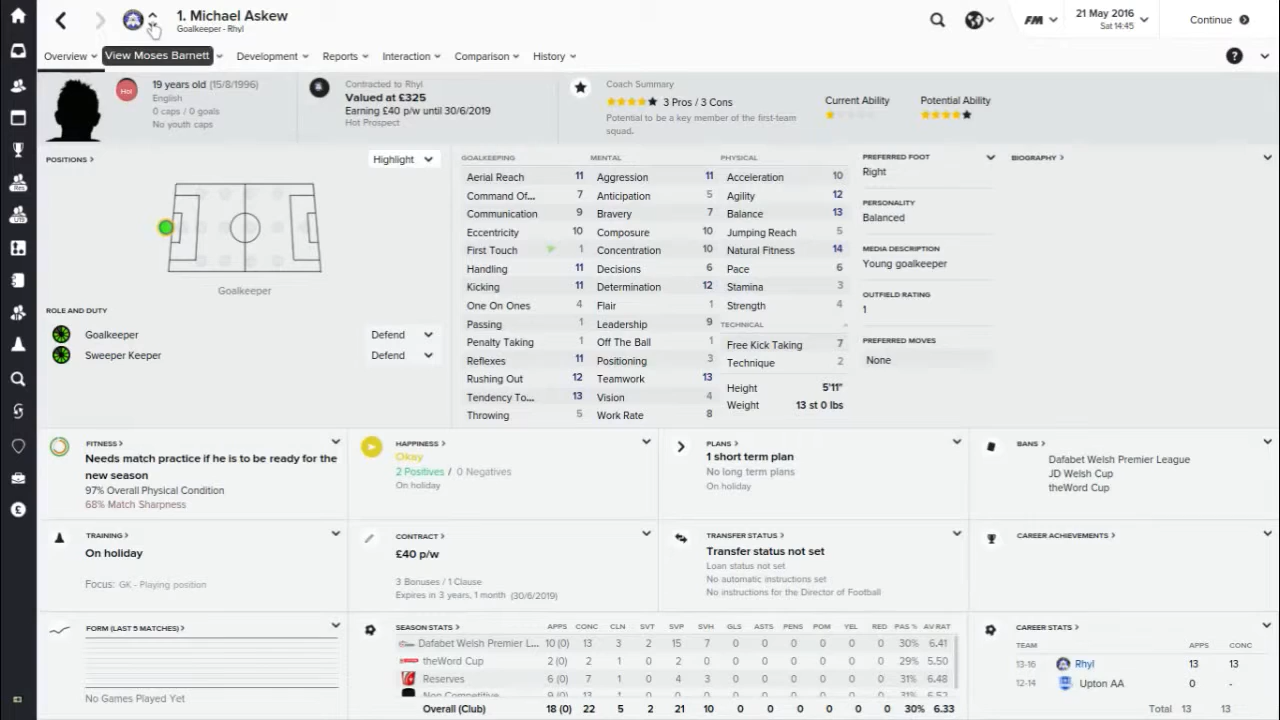 1. Michael Askew
Goalkeeper - Rhyl
FM
21 May 2016
Sat 14:45
Continue
Overview
View Moses Barnett
Development
Reports
Interaction
Comparison
History
?
Hot
19 years old (15/8/1996)
English
0 caps / 0 goals
No youth caps
Contracted to Rhyl
Valued at £325
Earning £40 p/w until 30/6/2019
Hot Prospect
Coach Summary
3 Pros / 3 Cons
Potential to be a key member of the first-team
squad.
Current Ability
Potential Ability
POSITIONS >
Highlight
Goalkeeper
ROLE AND DUTY
Goalkeeper Defend
Sweeper Keeper Defend
GOALKEEPING
Aerial Reach 11
Command Of... 7
Communication 9
Eccentricity 10
First Touch 1
Handling 11
Kicking 11
One On Ones 4
Passing 1
Penalty Taking 1
Reflexes 11
Rushing Out 12
Tendency To... 13
Throwing 5
MENTAL
Aggression 11
Anticipation 5
Bravery 7
Composure 10
Concentration 10
Decisions 6
Determination 12
Flair 1
Leadership 9
Off The Ball 1
Positioning 3
Teamwork 13
Vision 4
Work Rate 8
PHYSICAL
Acceleration 10
Agility 12
Balance 13
Jumping Reach 5
Natural Fitness 14
Pace 6
Stamina 3
Strength 4
TECHNICAL
Free Kick Taking 7
Technique 2
Height 5'11"
Weight 13 st 0 lbs
PREFERRED FOOT
Right
PERSONALITY
Balanced
MEDIA DESCRIPTION
Young goalkeeper
OUTFIELD RATING
1
PREFERRED MOVES
None
BIOGRAPHY >
FITNESS >
Needs match practice if he is to be ready for the
new season
97% Overall Physical Condition
68% Match Sharpness
HAPPINESS >
Okay
2 Positives / 0 Negatives
On holiday
PLANS >
1 short term plan
No long term plans
On holiday
BANS >
Dafabet Welsh Premier League
JD Welsh Cup
theWord Cup
TRAINING >
On holiday
Focus: GK - Playing position
CONTRACT >
£40 p/w
3 Bonuses / 1 Clause
Expires in 3 years, 1 month (30/6/2019)
TRANSFER STATUS >
Transfer status not set
Loan status not set
No automatic instructions set
No instructions for the Director of Football
CAREER ACHIEVEMENTS >
FORM (LAST 5 MATCHES) >
No Games Played Yet
SEASON STATS > APPS CONC CLN SVT SVP SVH GLS ASTS PENS POM YEL RED PAS % AV RAT
Dafabet Welsh Premier L... 10 (0) 13 3 2 15 7 0 0 0 0 0 0 30% 6.41
theWord Cup 2 (0) 2 1 0 2 0 0 0 0 0 0 0 29% 5.50
Reserves 6 (0) 7 1 0 4 3 0 0 0 0 0 0 31% 6.48
Non Competitive 9 (0) 13 1 0 0 0 0 0 0 0 0 0 31% 6.52
Overall (Club) 18 (0) 22 5 2 21 10 0 0 0 0 0 0 30% 6.33
CAREER STATS >
TEAM APPS CONC
13-16 Rhyl 13 13
12-14 Upton AA 0 -
Total 13 13